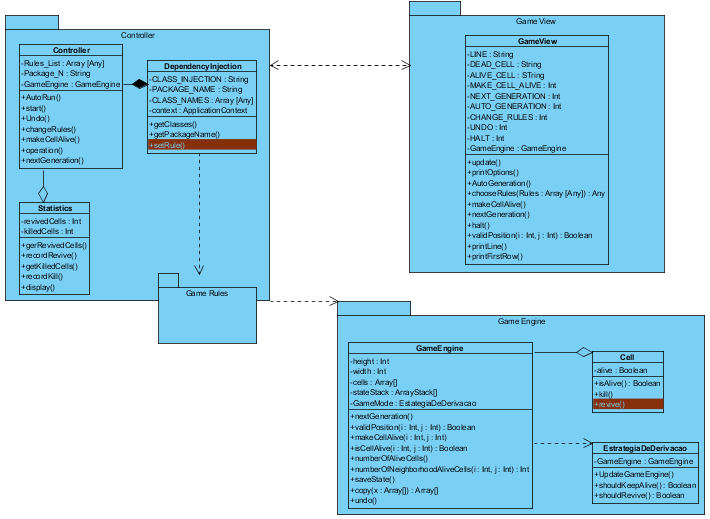 Controller
Controller
-Rules_List : Array [Any]
-Package_N : String
-GameEngine : GameEngine
+AutoRun()
+start()
+Undo()
+changeRules()
+makeCellAlive()
+operation()
+nextGeneration()
DependencyInjection
-CLASS_INJECTION : String
-PACKAGE_NAME : String
-CLASS_NAMES : Array [Any]
-context : ApplicationContext
+getClasses()
+getPackageName()
+setRule()
Statistics
-revivedCells : Int
-killedCells : Int
+gerRevivedCells()
+recordRevive()
+getKilledCells()
+recordKill()
+display()
Game Rules
Game View
GameView
-LINE : String
-DEAD_CELL : String
-ALIVE_CELL : STring
-MAKE_CELL_ALIVE : Int
-NEXT_GENERATION : Int
-AUTO_GENERATION : Int
-CHANGE_RULES : Int
-UNDO : Int
-HALT : Int
-GameEngine : GameEngine
+update()
+printOptions()
+AutoGeneration()
+chooseRules(Rules : Array [Any]) : Any
+makeCellAlive()
+nextGeneration()
+halt()
+validPosition(i : Int, j : Int) : Boolean
+printLine()
+printFirstRow()
Game Engine
GameEngine
-height : Int
-width : Int
-cells : Array[]
-stateStack : ArrayStack[]
-GameMode : EstategiaDeDerivacao
+nextGeneration()
+validPosition(i : Int, j : Int) : Boolean
+makeCellAlive(i : Int, j : Int)
+isCellAlive(i : Int, j : Int) : Boolean
+numberOfAliveCells()
+numberOfNeighborhoodAliveCells(i : Int, j : Int) : Int
+saveState()
+copy(x : Array[]) : Array[]
+undo()
Cell
-alive : Boolean
+isAlive() : Boolean
+kill()
+revive()
EstrategiaDeDerivacao
-GameEngine : GameEngine
+UpdateGameEngine()
+shouldKeepAlive() : Boolean
+shouldRevive() : Boolean